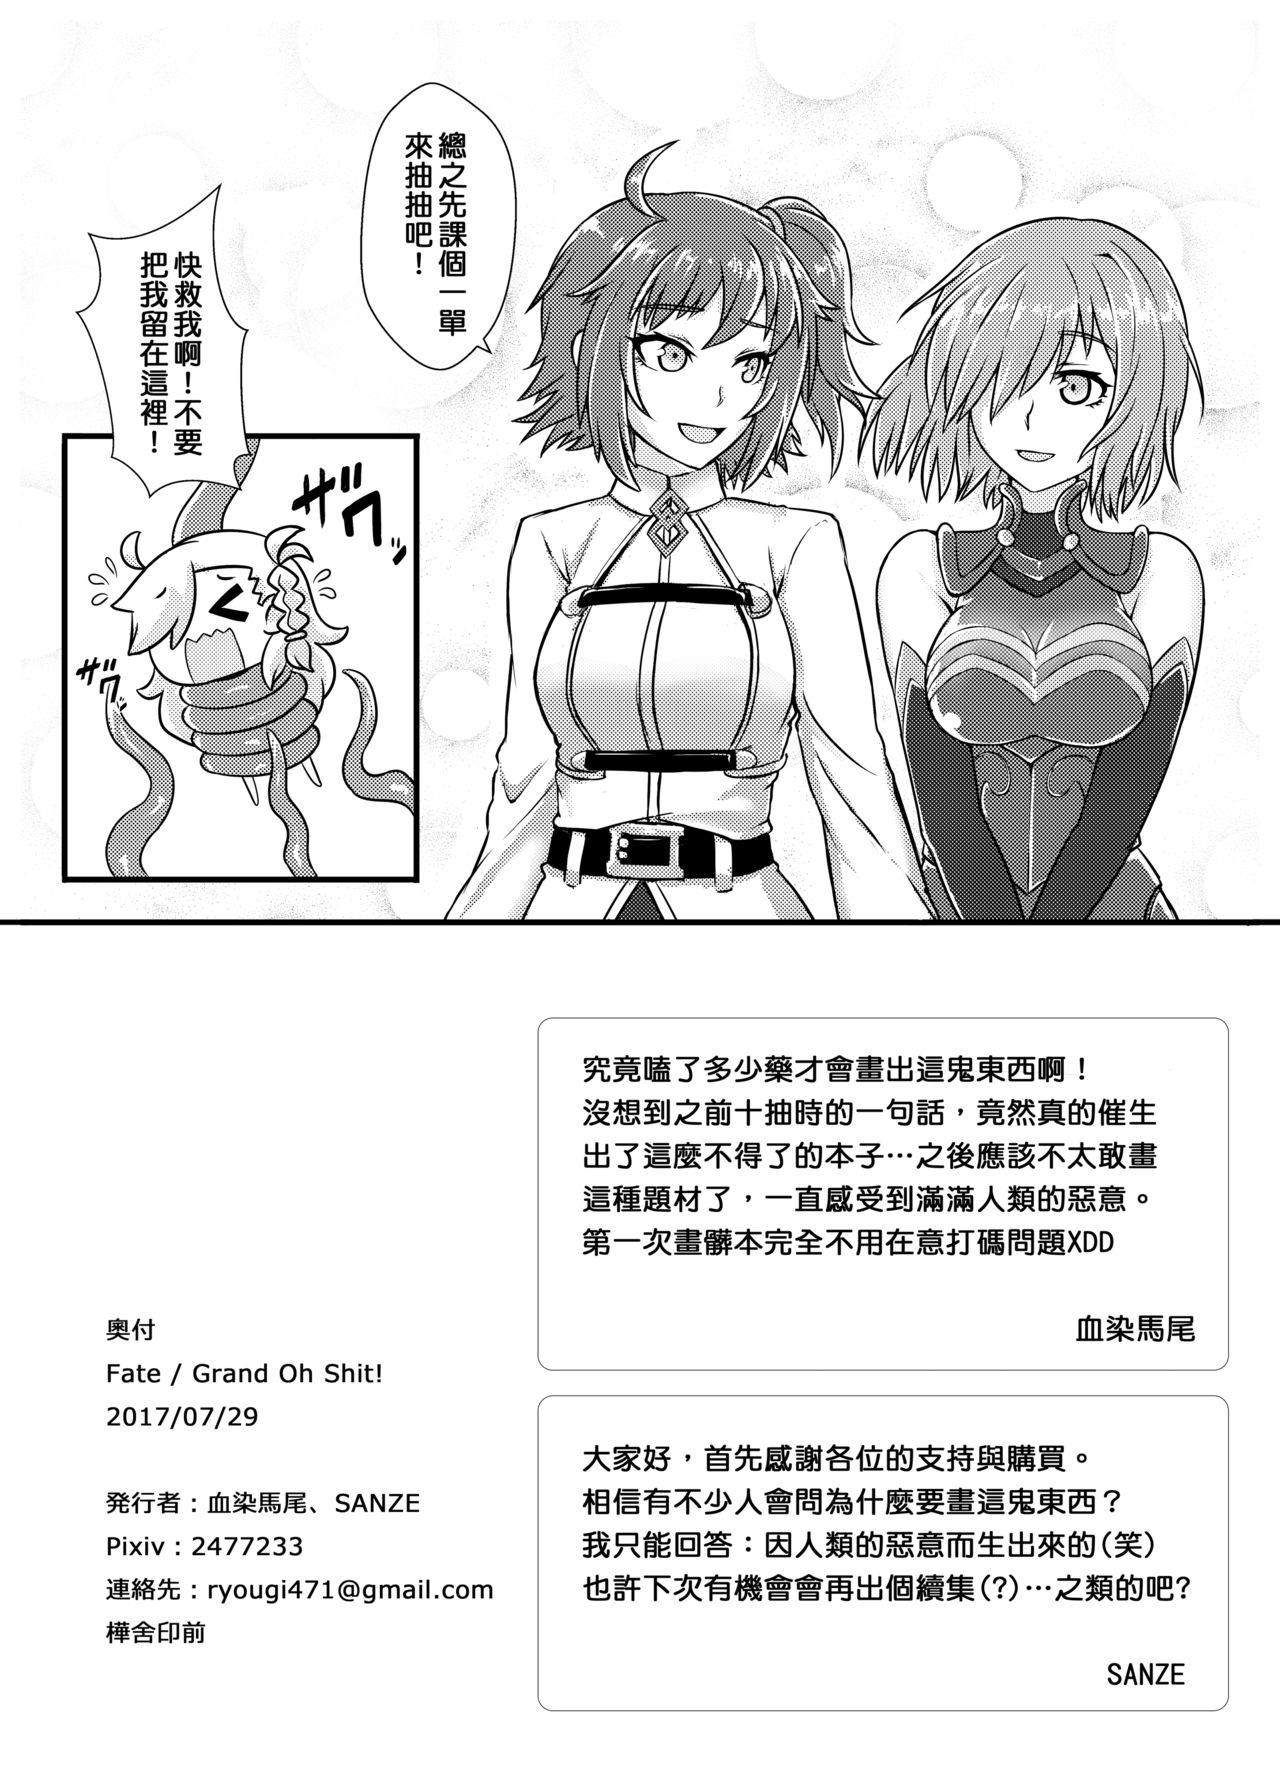 總之先課個一單
來抽抽吧！
快救我啊！不要
把我留在這裡！
ザワ
ザワ
究竟嗑了多少藥才會畫出這鬼東西啊！
沒想到之前十抽時的一句話，竟然真的催生
出了這麼不得了的本子…之後應該不太敢畫
這種題材了，一直感受到滿滿人類的惡意。
第一次畫髒本完全不用在意打碼問題XDD
血染馬尾
奧付
Fate / Grand Oh Shit!
2017/07/29
発行者：血染馬尾、SANZE
Pixiv：2477233
連絡先：ryougi471@gmail.com
樺舍印前
大家好，首先感謝各位的支持與購買。
相信有不少人會問為什麼要畫這鬼東西？
我只能回答：因人類的惡意而生出來的(笑)
也許下次有機會會再出個續集(?)…之類的吧?
SANZE